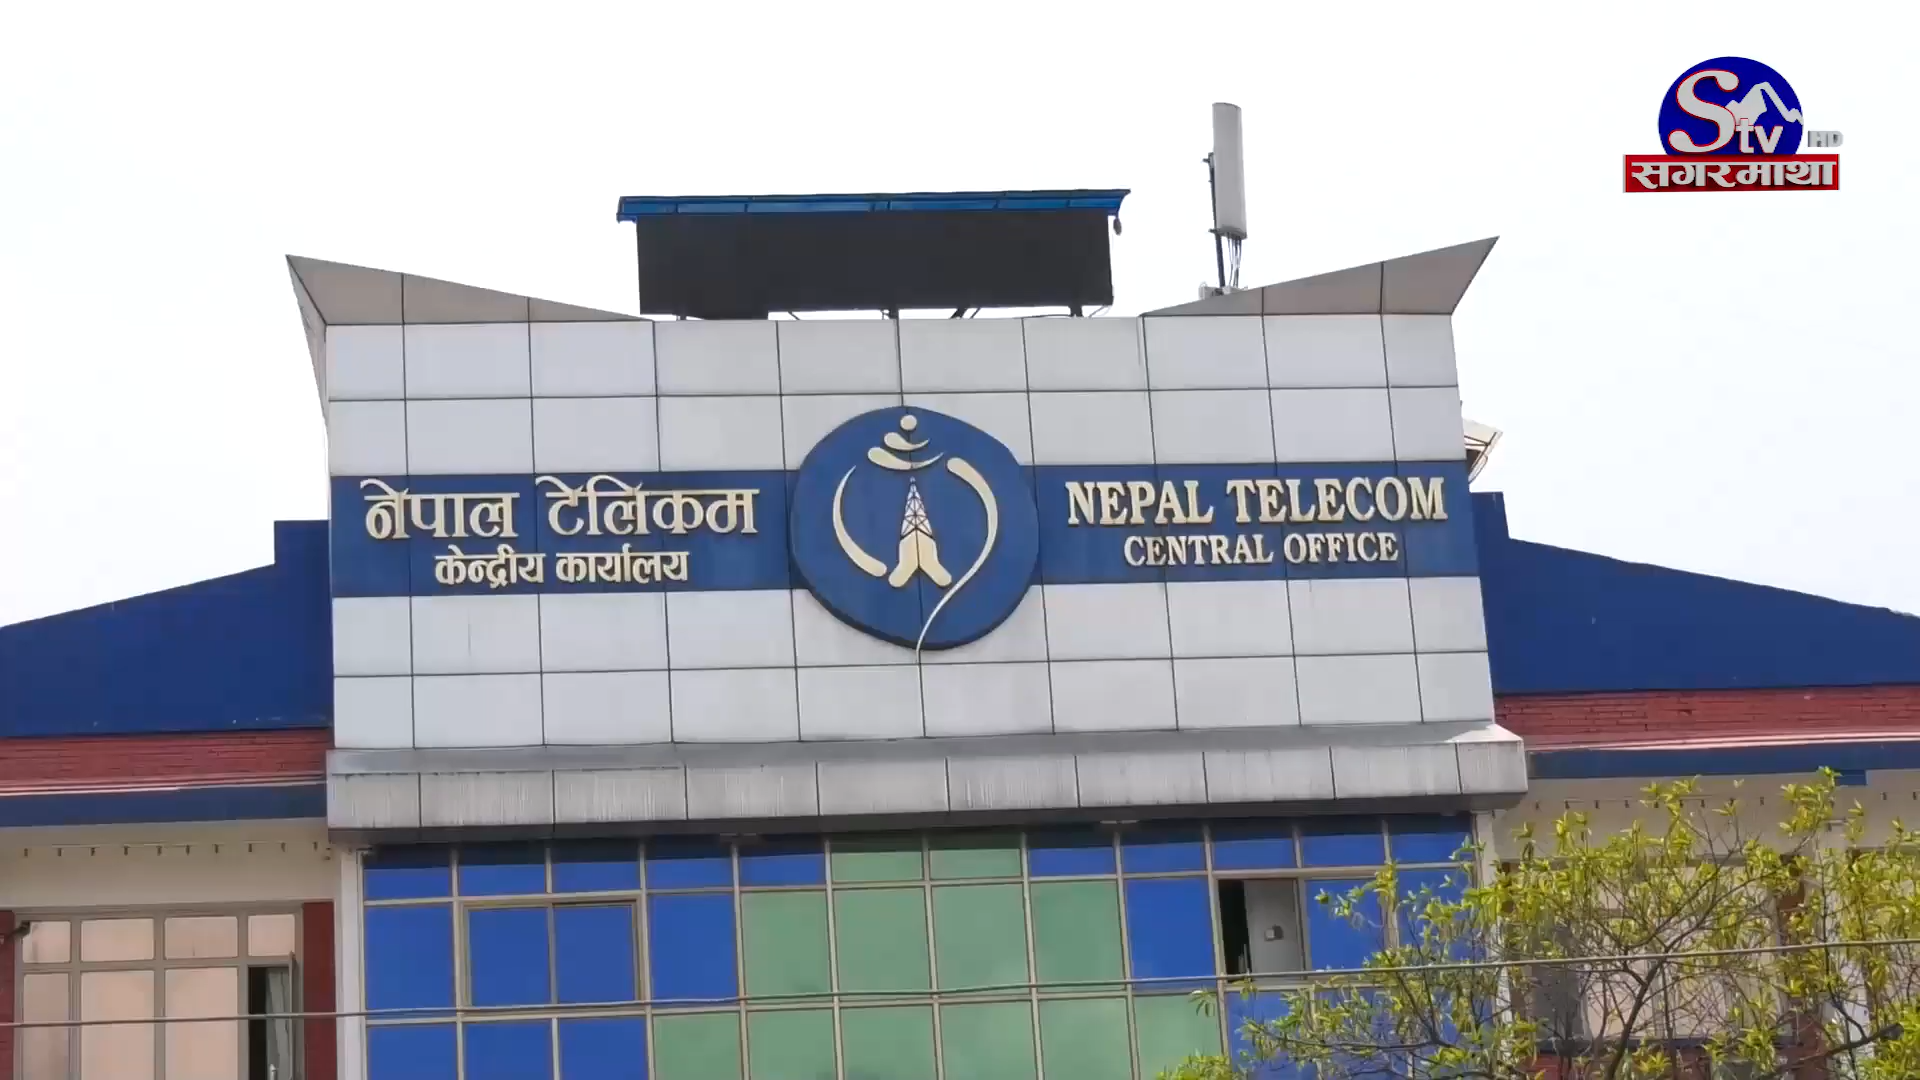 Stv HD
सगरमाथा
नेपाल टेलिकम
केन्द्रीय कार्यालय
NEPAL TELECOM
CENTRAL OFFICE